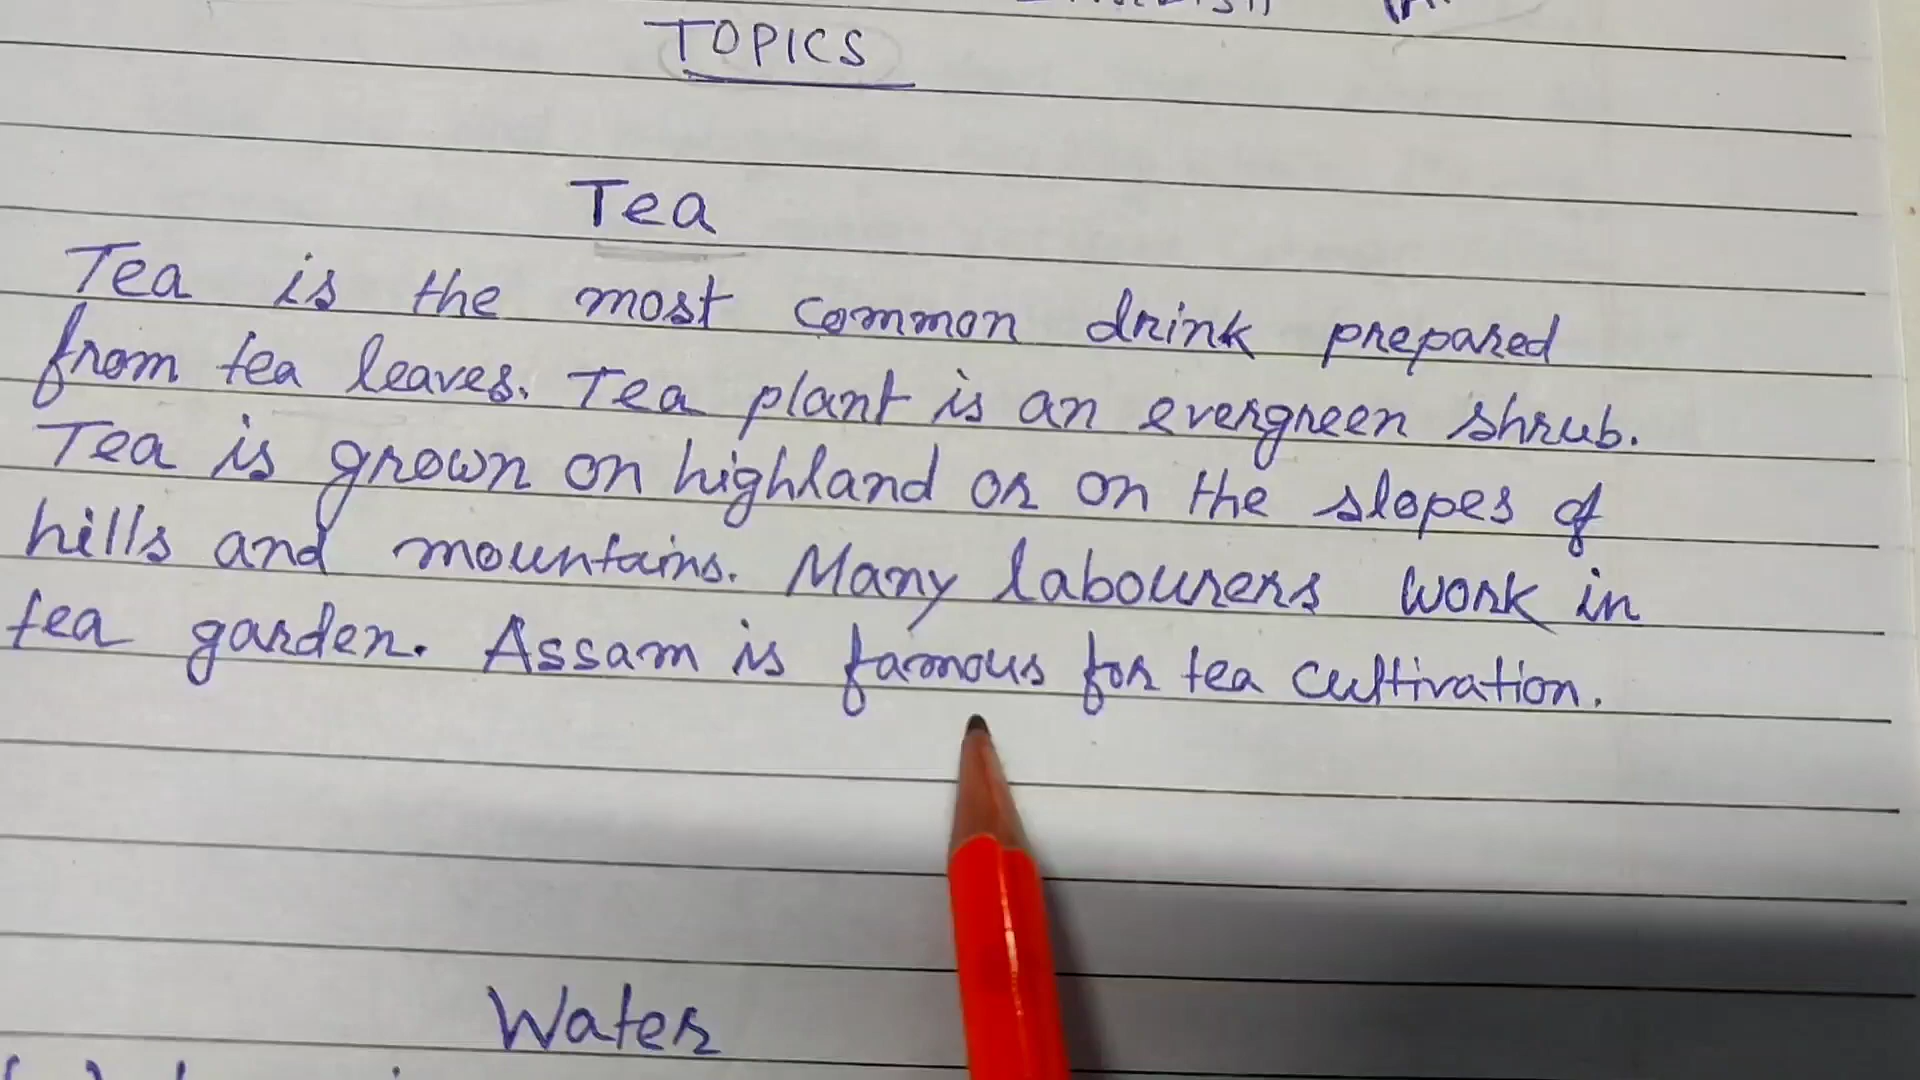 TOPICS
Tea
Tea is the most common drink prepared
from tea leaves. Tea plant is an evergreen shrub.
Tea is grown on highland or on the slopes of
hills and mountains. Many labourers work in
tea garden. Assam is famous for tea cultivation.
Water